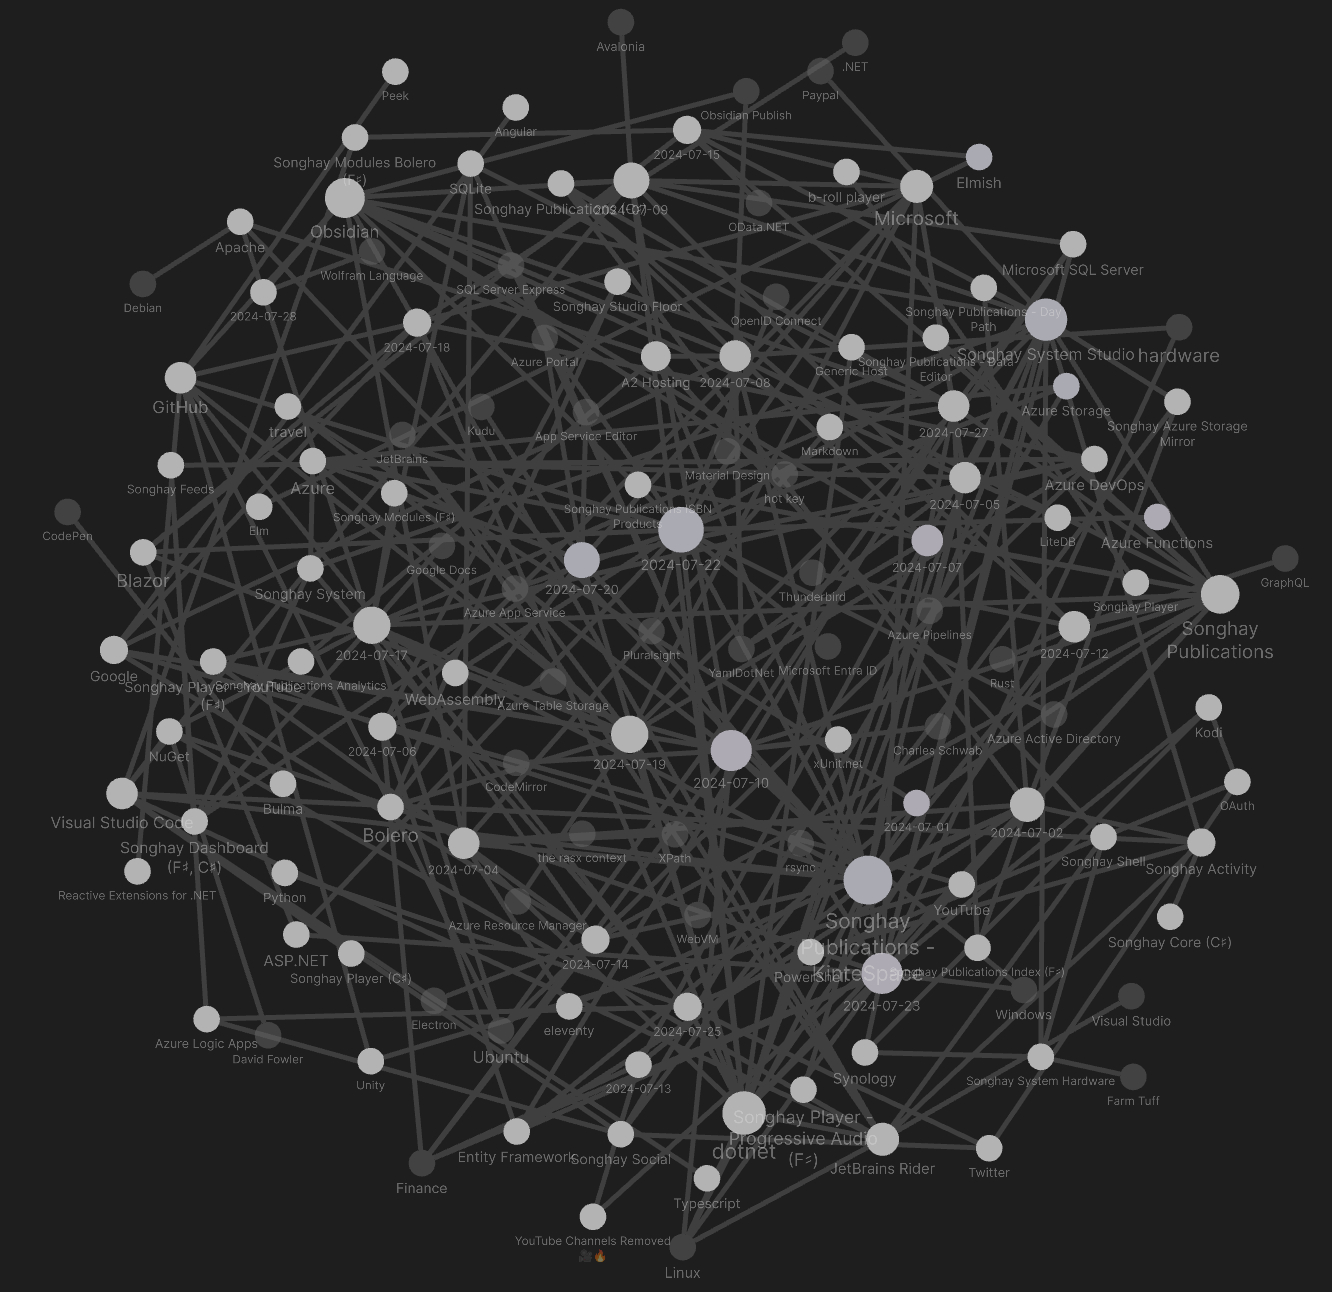 Avalonia
.NET
Paypal
Peek
Obsidian Publish
Angular
2024-07-15
Songhay Modules Bolero
(F♯)
Elmish
SQLite
b-roll player
Songhay Publications (C♯)
2024-07-09
Microsoft
OData.NET
Obsidian
Apache
Microsoft SQL Server
Wolfram Language
SQL Server Express
Debian
Songhay Studio Floor
2024-07-28
Songhay Publications - Day
Path
OpenID Connect
2024-07-18
Azure Portal
Songhay System Studio
hardware
Songhay Publications - Data
Editor
Generic Host
A2 Hosting
2024-07-08
GitHub
Azure Storage
travel
Kudu
App Service Editor
2024-07-27
Songhay Azure Storage
Mirror
Markdown
JetBrains
Material Design
Songhay Feeds
Azure
Azure DevOps
hot key
2024-07-05
Songhay Publications ISBN
Products
Songhay Modules (F♯)
Elm
CodePen
LiteDB
Azure Functions
2024-07-22
2024-07-07
Google Docs
Blazor
GraphQL
2024-07-20
Songhay System
Thunderbird
Azure App Service
Songhay Player
Songhay
Publications
Azure Pipelines
2024-07-17
Pluralsight
2024-07-12
Google
Songhay Player - YouTube
(F♯)
Songhay Publications Analytics
WebAssembly
YamlDotNet
Microsoft Entra ID
Rust
Azure Table Storage
Kodi
Azure Active Directory
NuGet
2024-07-06
2024-07-19
Charles Schwab
xUnit.net
2024-07-10
CodeMirror
OAuth
Bulma
Visual Studio Code
Bolero
2024-07-01
2024-07-02
Songhay Dashboard
(F♯, C♯)
the rasx context
XPath
rsync
Songhay Shell
2024-07-04
Songhay Activity
Reactive Extensions for .NET
Python
YouTube
Songhay
Publications -
KinteSpace
Azure Resource Manager
WebVM
Songhay Core (C♯)
ASP.NET
2024-07-14
Songhay Player (C♯)
PowerShell
Songhay Publications Index (F♯)
2024-07-23
Windows
Visual Studio
Electron
eleventy
2024-07-25
Azure Logic Apps
David Fowler
Ubuntu
Synology
Songhay System Hardware
Unity
2024-07-13
Farm Tuff
Songhay Player -
Progressive Audio
(F♯)
dotnet
Entity Framework
Songhay Social
JetBrains Rider
Twitter
Finance
Typescript
YouTube Channels Removed
🎥🔥
Linux